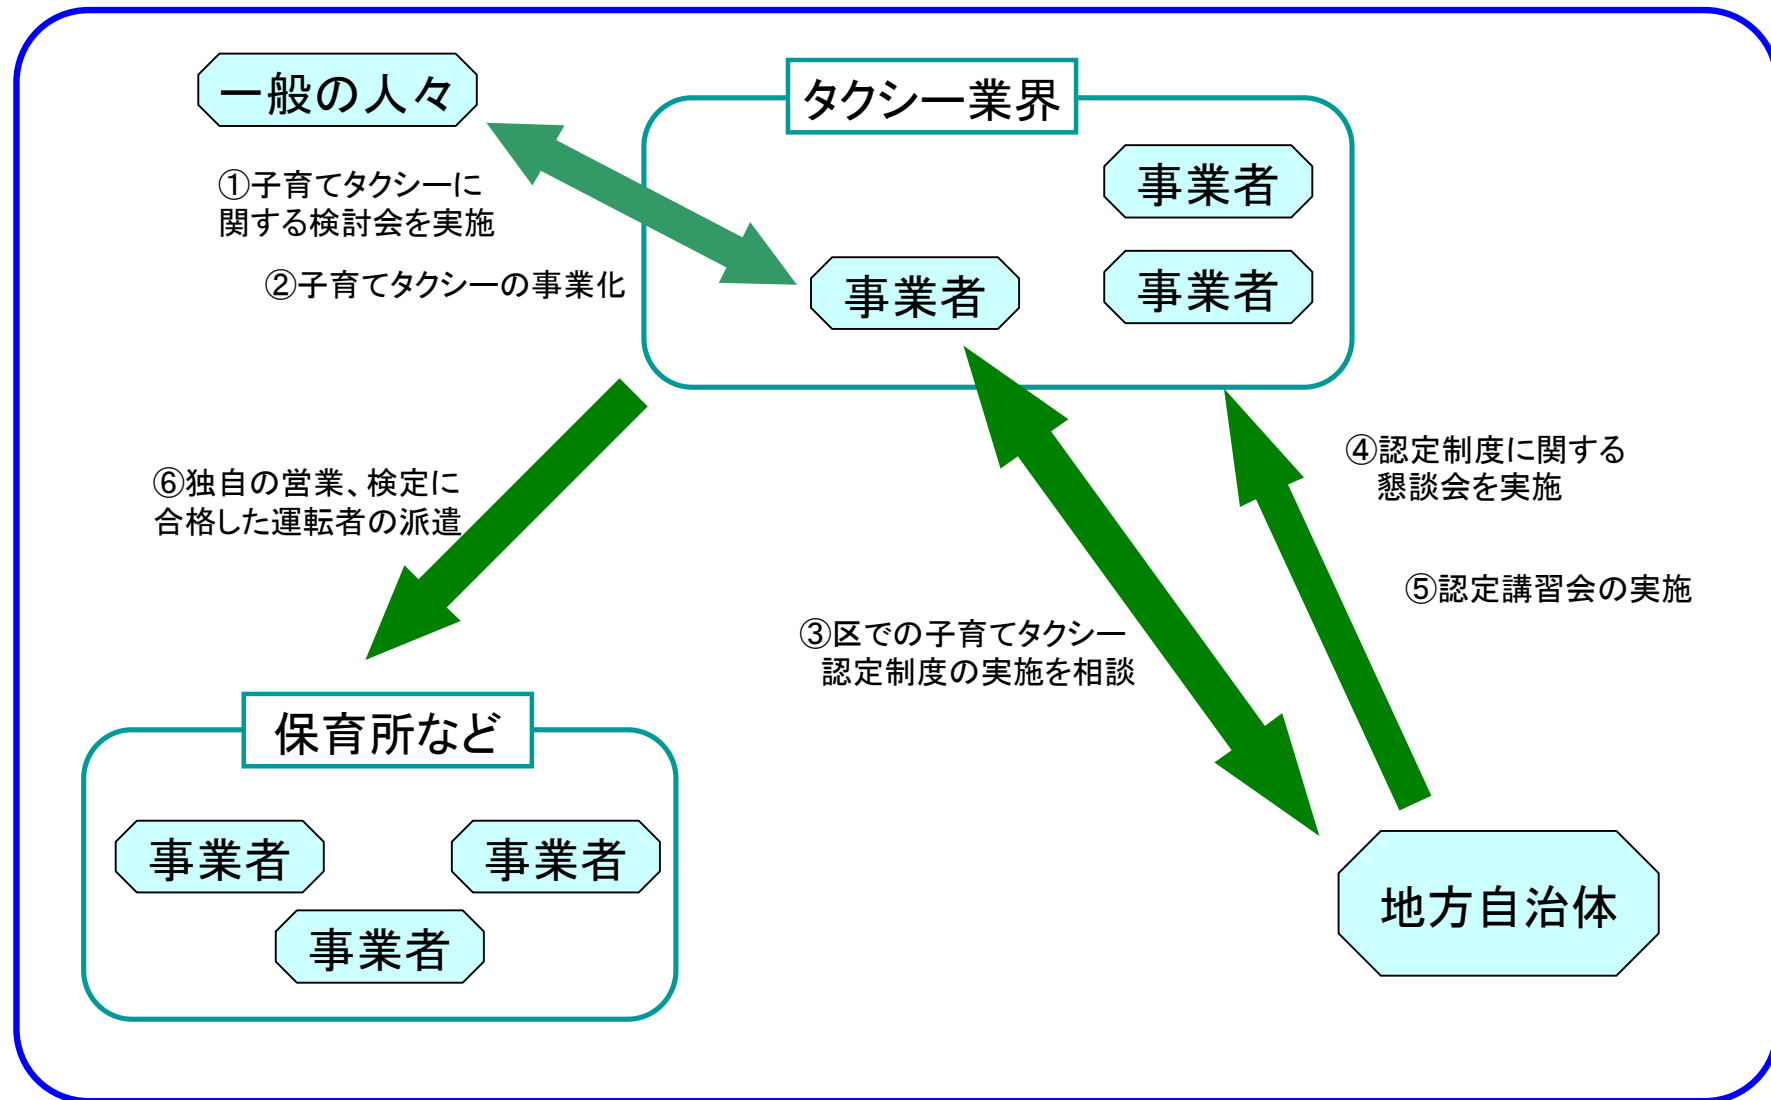 一般の人々
タクシー業界
事業者
事業者
事業者
①子育てタクシーに
関する検討会を実施
②子育てタクシーの事業化
④認定制度に関する
懇談会を実施
⑥独自の営業、検定に
合格した運転者の派遣
⑤認定講習会の実施
③区での子育てタクシー
認定制度の実施を相談
保育所など
事業者
事業者
事業者
地方自治体